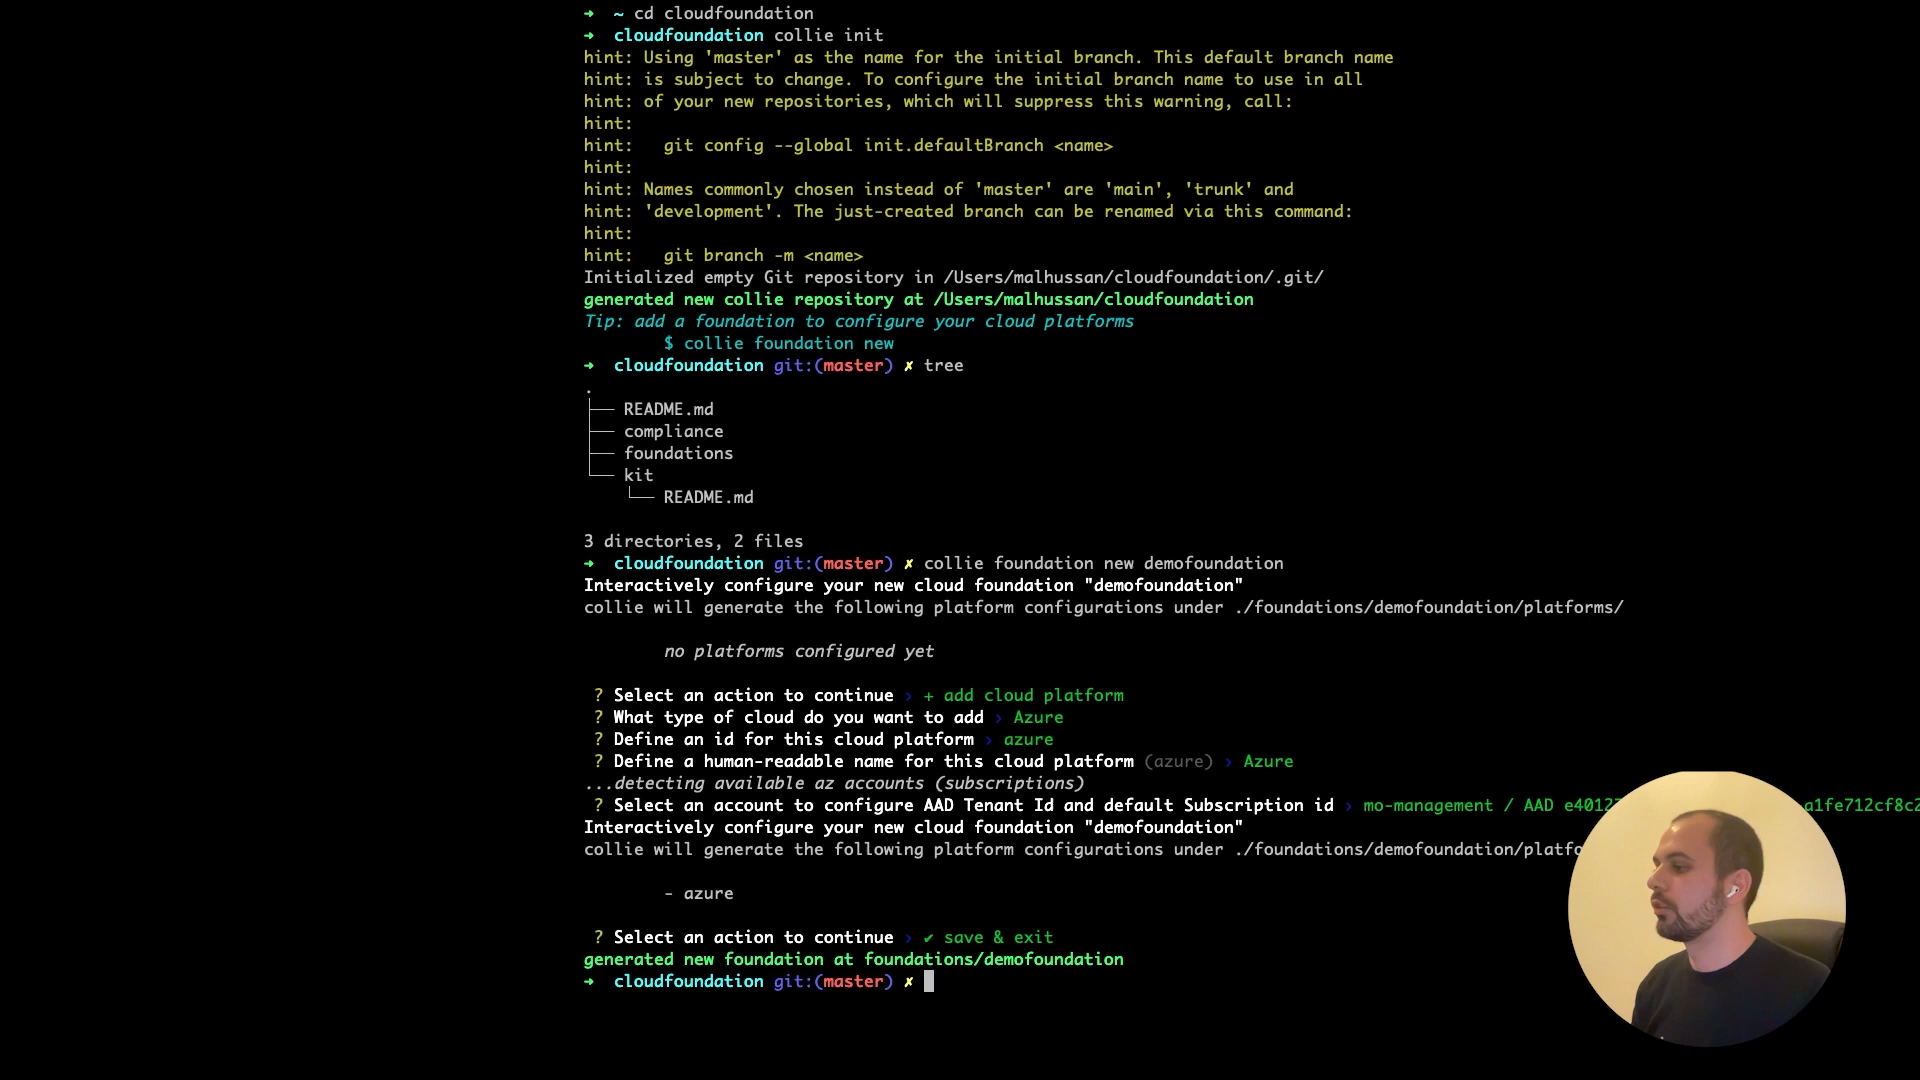 → ~ cd cloudfoundation
→ cloudfoundation collie init
hint: Using 'master' as the name for the initial branch. This default branch name
hint: is subject to change. To configure the initial branch name to use in all
hint: of your new repositories, which will suppress this warning, call:
hint:
hint:   git config --global init.defaultBranch <name>
hint:
hint: Names commonly chosen instead of 'master' are 'main', 'trunk' and
hint: 'development'. The just-created branch can be renamed via this command:
hint:
hint:   git branch -m <name>
Initialized empty Git repository in /Users/malhussan/cloudfoundation/.git/
generated new collie repository at /Users/malhussan/cloudfoundation
Tip: add a foundation to configure your cloud platforms
$ collie foundation new
→ cloudfoundation git:(master) ✗ tree
.
├── README.md
├── compliance
├── foundations
└── kit
    └── README.md
3 directories, 2 files
→ cloudfoundation git:(master) ✗ collie foundation new demofoundation
Interactively configure your new cloud foundation "demofoundation"
collie will generate the following platform configurations under ./foundations/demofoundation/platforms/
no platforms configured yet
? Select an action to continue › + add cloud platform
? What type of cloud do you want to add › Azure
? Define an id for this cloud platform › azure
? Define a human-readable name for this cloud platform (azure) › Azure
...detecting available az accounts (subscriptions)
? Select an account to configure AAD Tenant Id and default Subscription id › mo-management / AAD
Interactively configure your new cloud foundation "demofoundation"
collie will generate the following platform configurations under ./foundations/demofoundation/platfo
- azure
? Select an action to continue › ✔ save & exit
generated new foundation at foundations/demofoundation
→ cloudfoundation git:(master) ✗